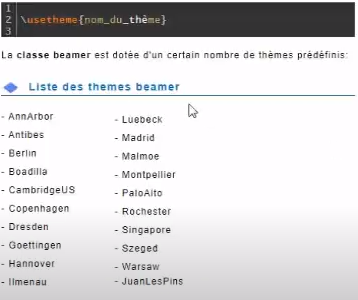 1
2 \usetheme{nom_du_thème}
3
La classe beamer est dotée d'un certain nombre de thèmes prédéfinis:
Liste des themes beamer
- AnnArbor
- Antibes
- Berlin
- Boadilla
- CambridgeUS
- Copenhagen
- Dresden
- Goettingen
- Hannover
- Ilmenau
- Luebeck
- Madrid
- Malmoe
- Montpellier
- PaloAlto
- Rochester
- Singapore
- Szeged
- Warsaw
- JuanLesPins